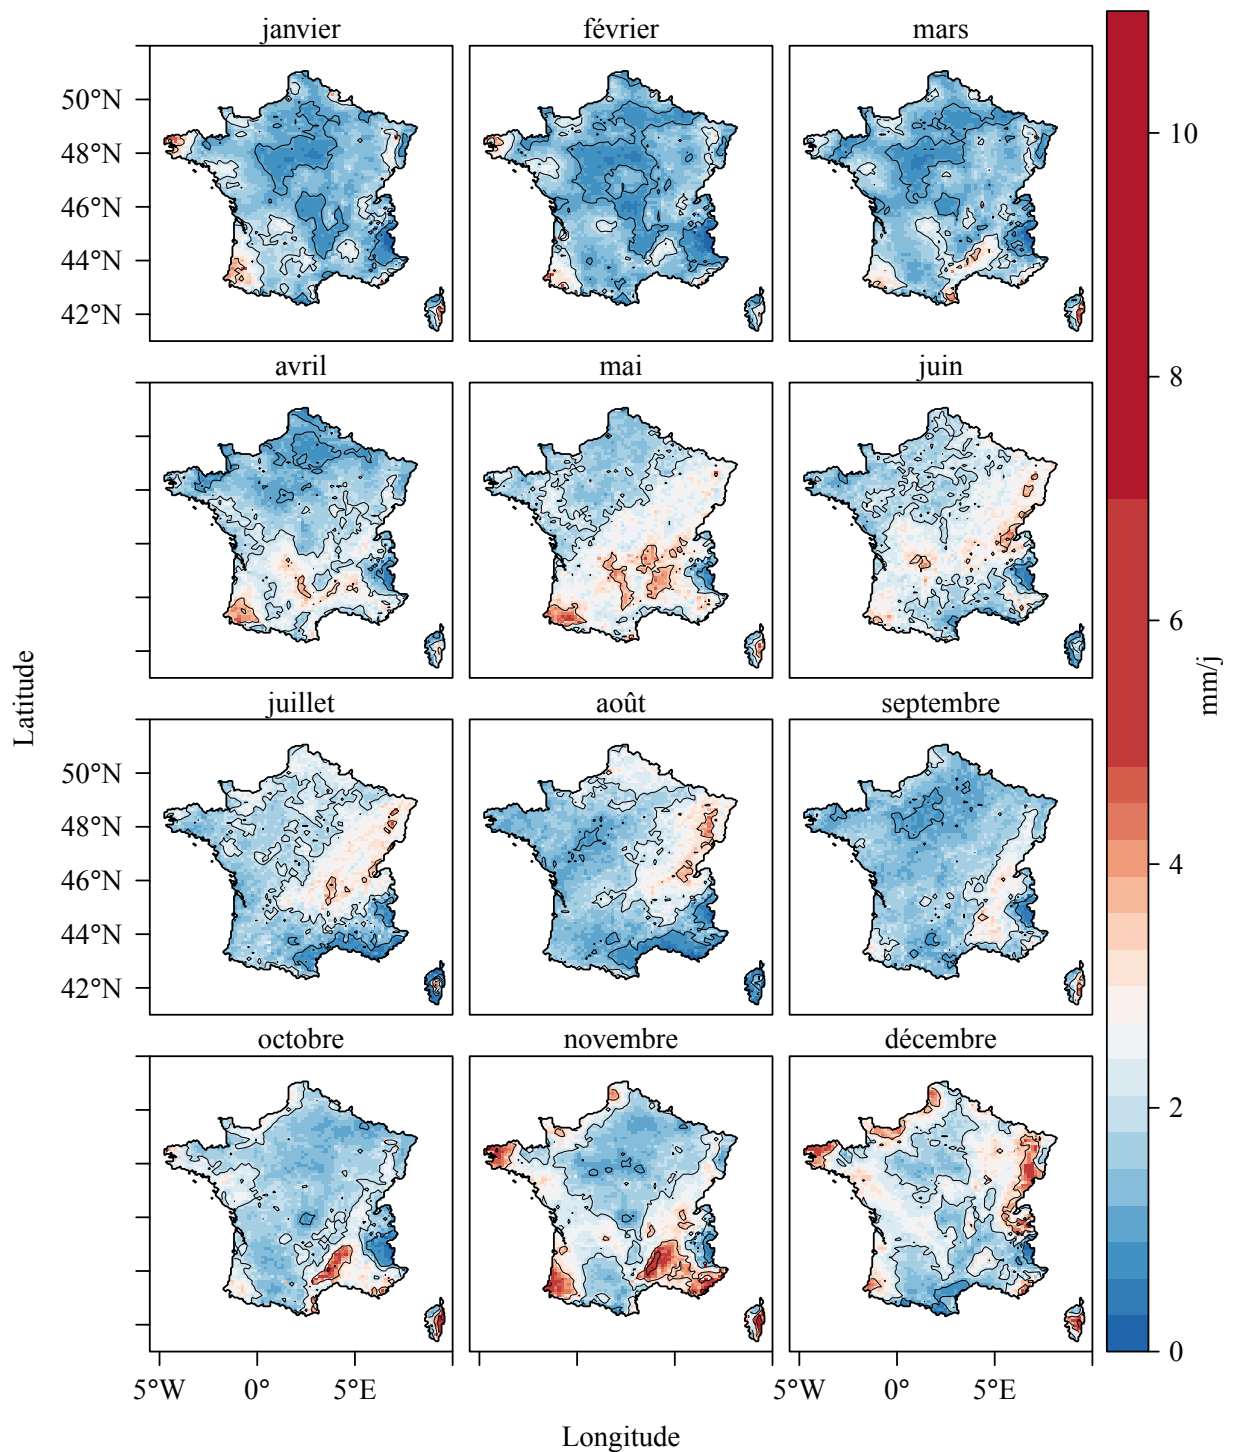 janvier février mars
50°N
48°N
46°N
44°N
42°N
10
8
avril mai juin
6
mm/j
Latitude
juillet août septembre
50°N
48°N
46°N
44°N
42°N
4
octobre novembre décembre
2
0
5°W 0° 5°E 5°W 0° 5°E
Longitude